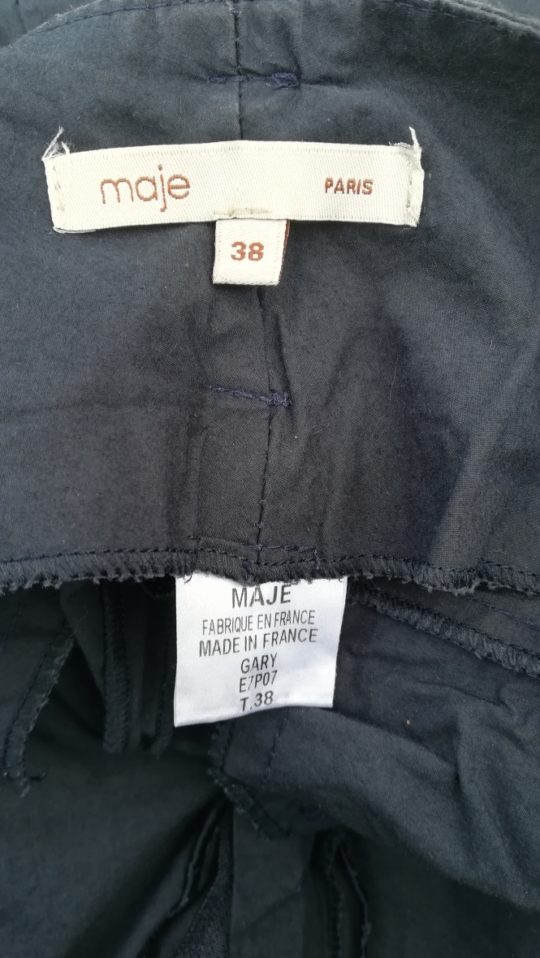 maje PARIS
38
MAJE
FABRIQUE EN FRANCE
MADE IN FRANCE
GARY
E7P07
T.38